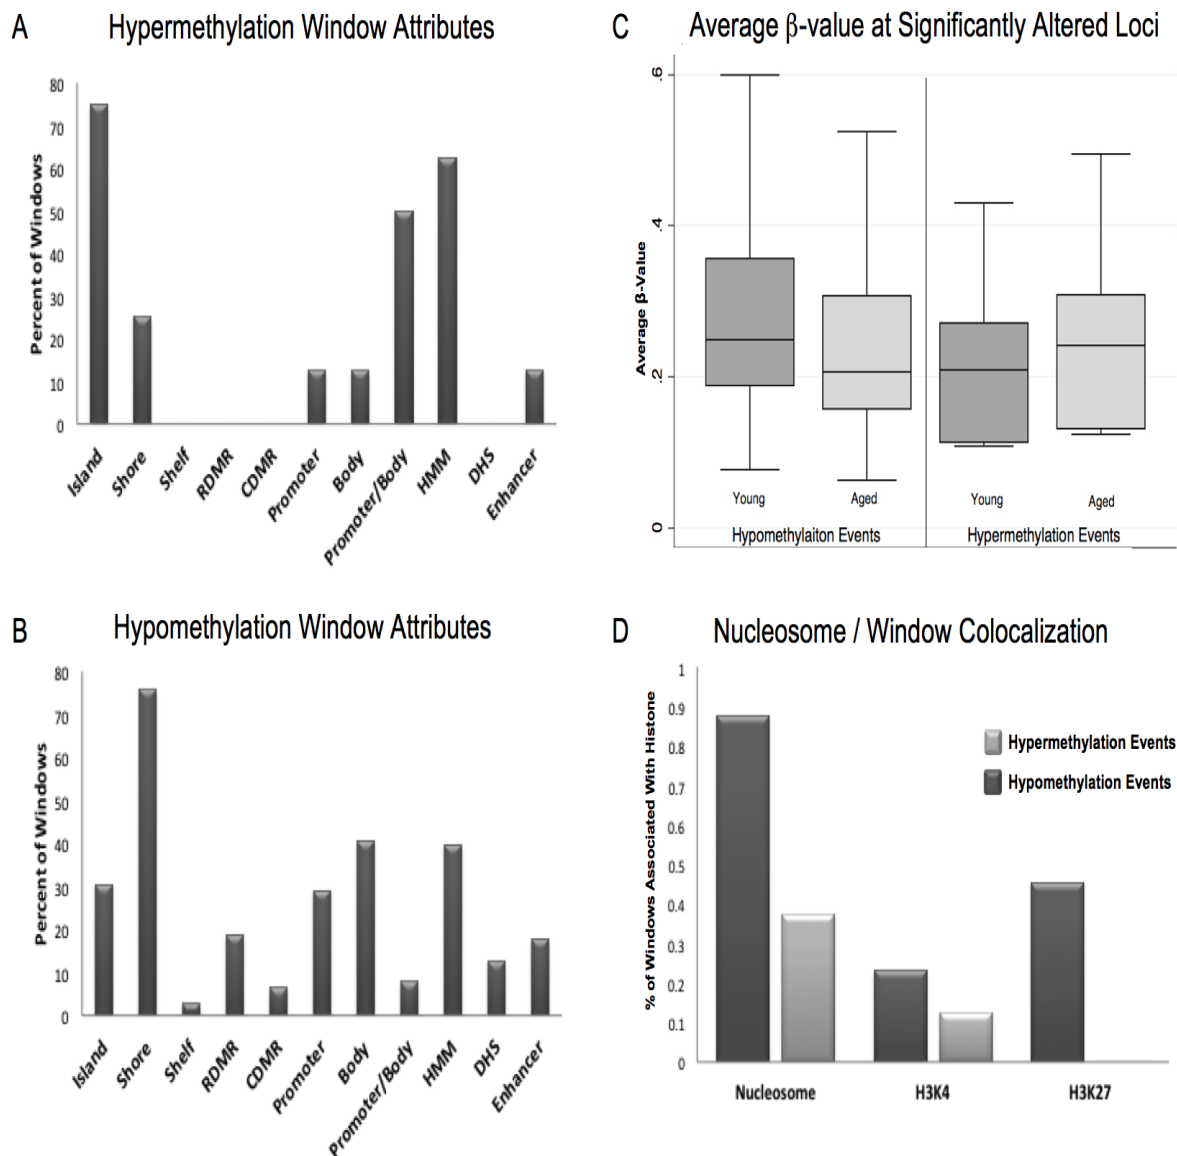 A
Hypermethylation Window Attributes
Percent of Windows
80
70
60
50
40
30
20
10
0
Island
Shore
Shelf
RDMR
CDMR
Promoter
Body
Promoter/Body
HMM
DHS
Enhancer
C
Average β-value at Significantly Altered Loci
Average β-Value
.6
.4
.2
0
Young
Aged
Young
Aged
Hypomethylaiton Events
Hypermethylation Events
B
Hypomethylation Window Attributes
Percent of Windows
80
70
60
50
40
30
20
10
0
Island
Shore
Shelf
RDMR
CDMR
Promoter
Body
Promoter/Body
HMM
DHS
Enhancer
D
Nucleosome / Window Colocalization
% of Windows Associated With Histone
1
0.9
0.8
0.7
0.6
0.5
0.4
0.3
0.2
0.1
0
Hypermethylation Events
Hypomethylation Events
Nucleosome
H3K4
H3K27